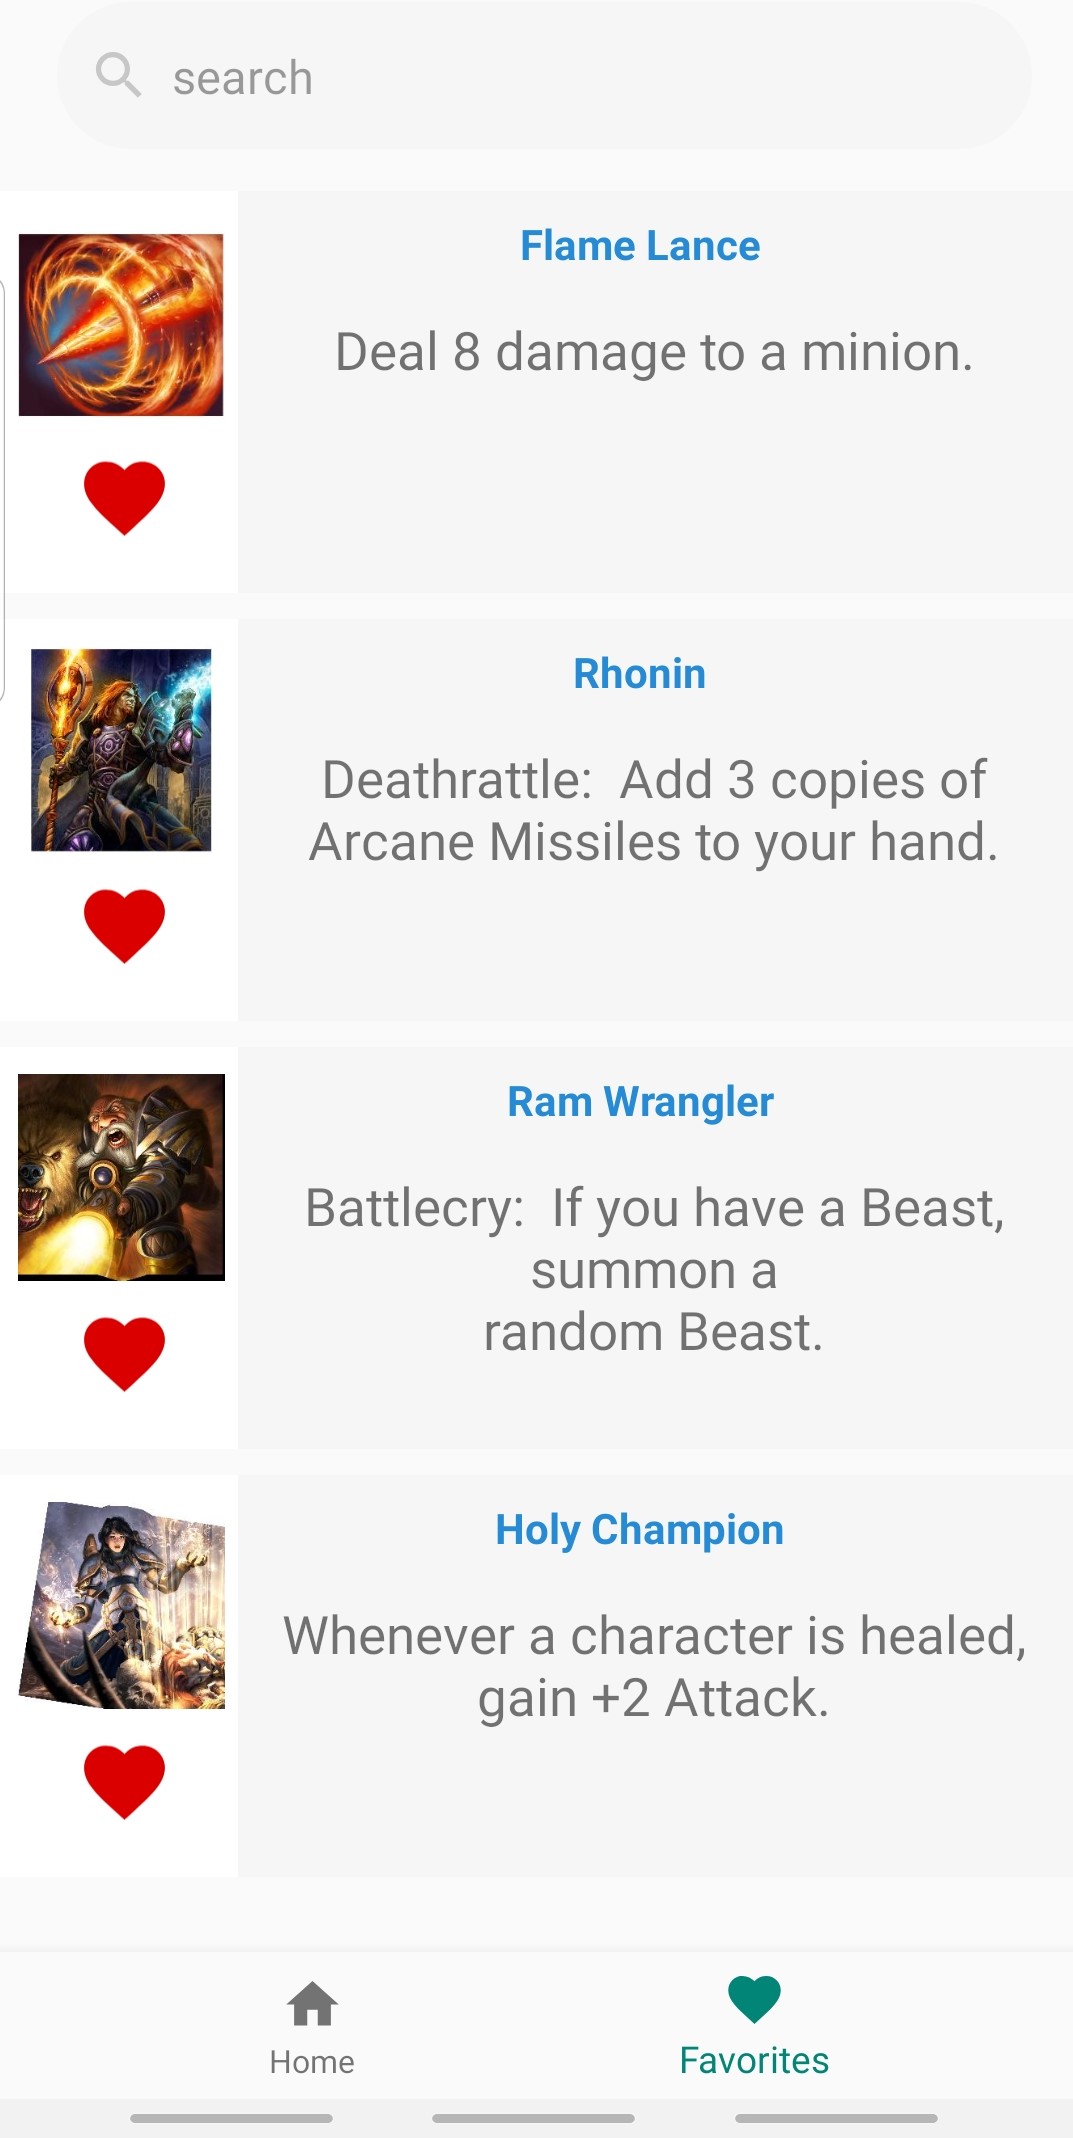 search
Flame Lance
Deal 8 damage to a minion.
Rhonin
Deathrattle:  Add 3 copies of
Arcane Missiles to your hand.
Ram Wrangler
Battlecry:  If you have a Beast,
summon a
random Beast.
Holy Champion
Whenever a character is healed,
gain +2 Attack.
Home
Favorites